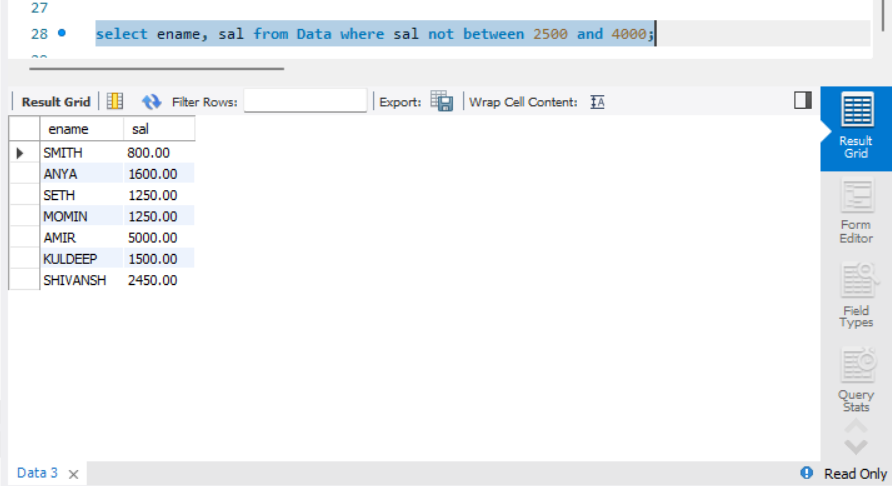 27
28 select ename, sal from Data where sal not between 2500 and 4000;
Result Grid Filter Rows: Export: Wrap Cell Content: IA
ename sal
SMITH 800.00
ANYA 1600.00
SETH 1250.00
MOMIN 1250.00
AMIR 5000.00
KULDEEP 1500.00
SHIVANSH 2450.00
Result
Grid
Form
Editor
Field
Types
Query
Stats
Data 3
Read Only